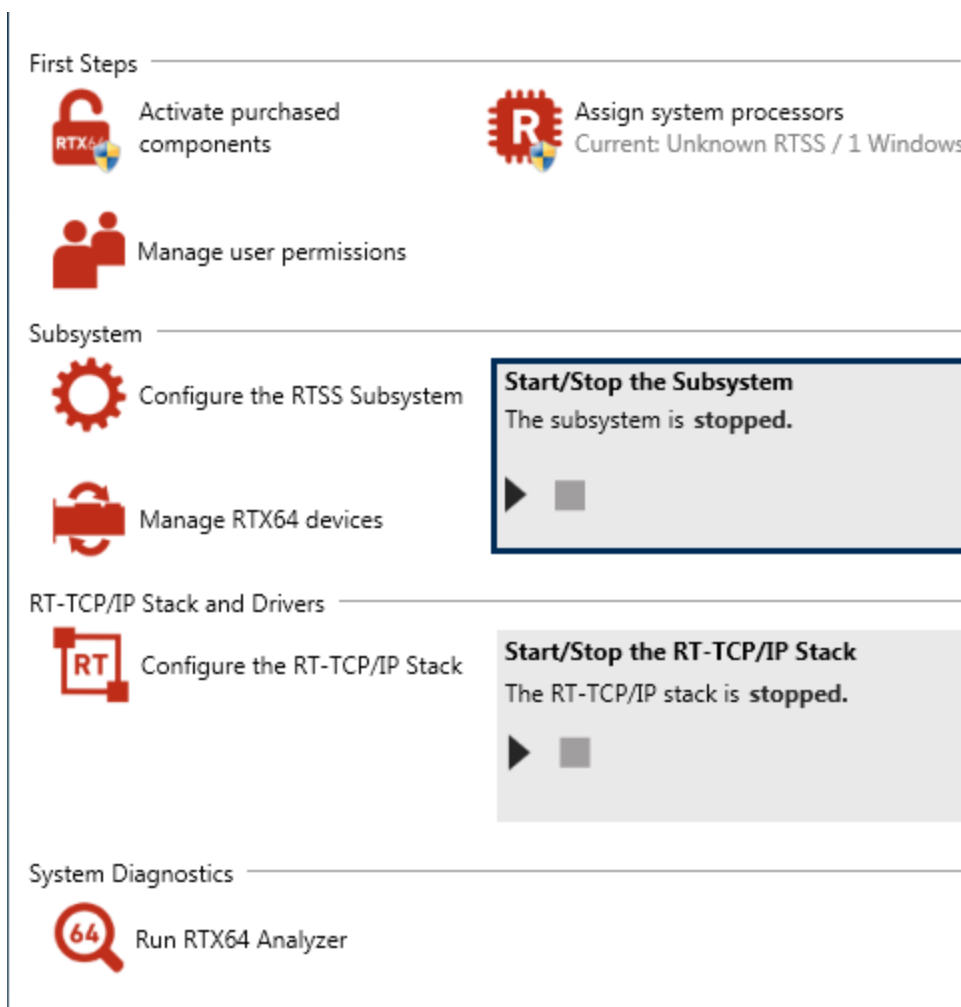 First Steps
Activate purchased
components
RTX64
Assign system processors
Current: Unknown RTSS / 1 Windows
R
Manage user permissions
Subsystem
Configure the RTSS Subsystem
Start/Stop the Subsystem
The subsystem is stopped.
Manage RTX64 devices
RT-TCP/IP Stack and Drivers
RT
Configure the RT-TCP/IP Stack
Start/Stop the RT-TCP/IP Stack
The RT-TCP/IP stack is stopped.
System Diagnostics
64
Run RTX64 Analyzer